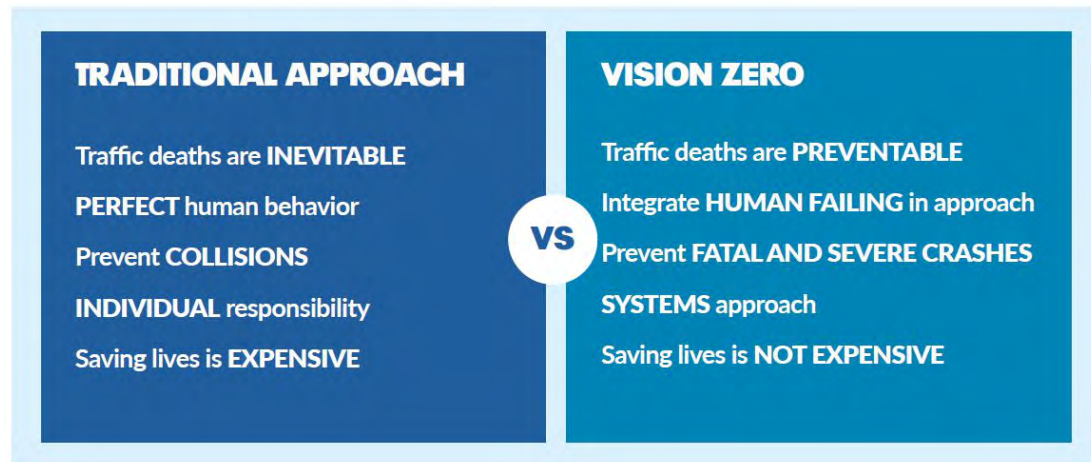 TRADITIONAL APPROACH
Traffic deaths are INEVITABLE
PERFECT human behavior
Prevent COLLISIONS
INDIVIDUAL responsibility
Saving lives is EXPENSIVE
VS
VISION ZERO
Traffic deaths are PREVENTABLE
Integrate HUMAN FAILING in approach
Prevent FATAL AND SEVERE CRASHES
SYSTEMS approach
Saving lives is NOT EXPENSIVE